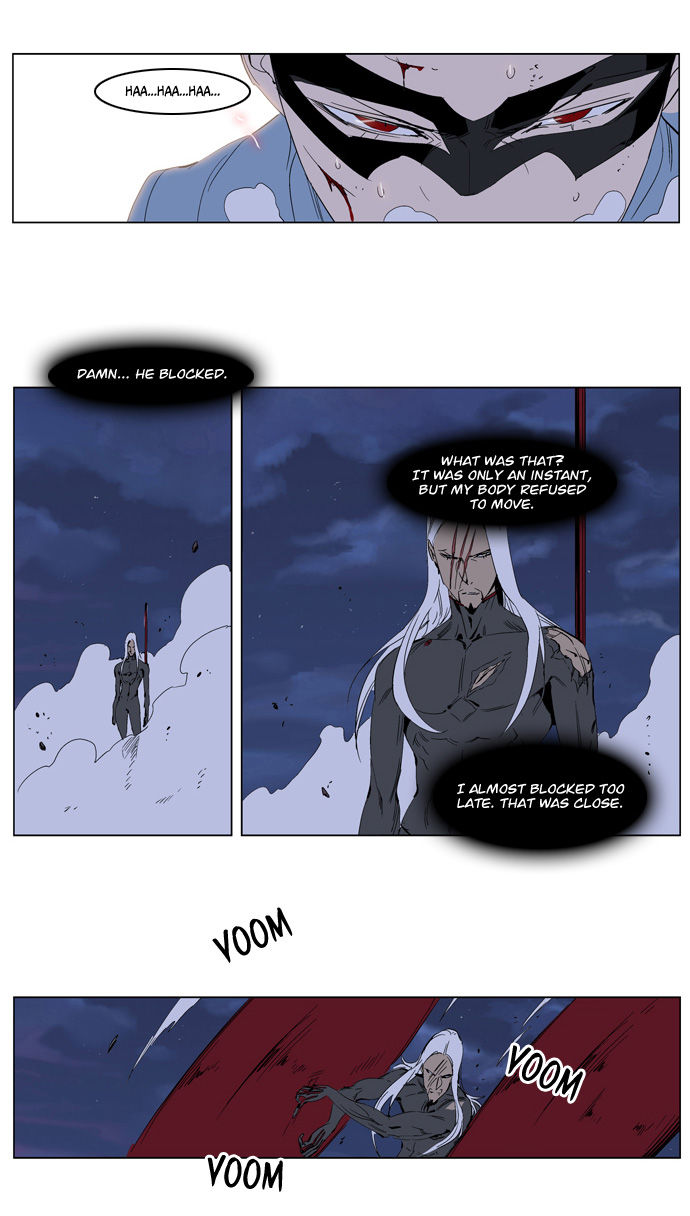 HAA...HAA...HAA...
DAMN... HE BLOCKED.
WHAT WAS THAT?
IT WAS ONLY AN INSTANT,
BUT MY BODY REFUSED
TO MOVE.
I ALMOST BLOCKED TOO
LATE. THAT WAS CLOSE.
VOOM
VOOM
VOOM